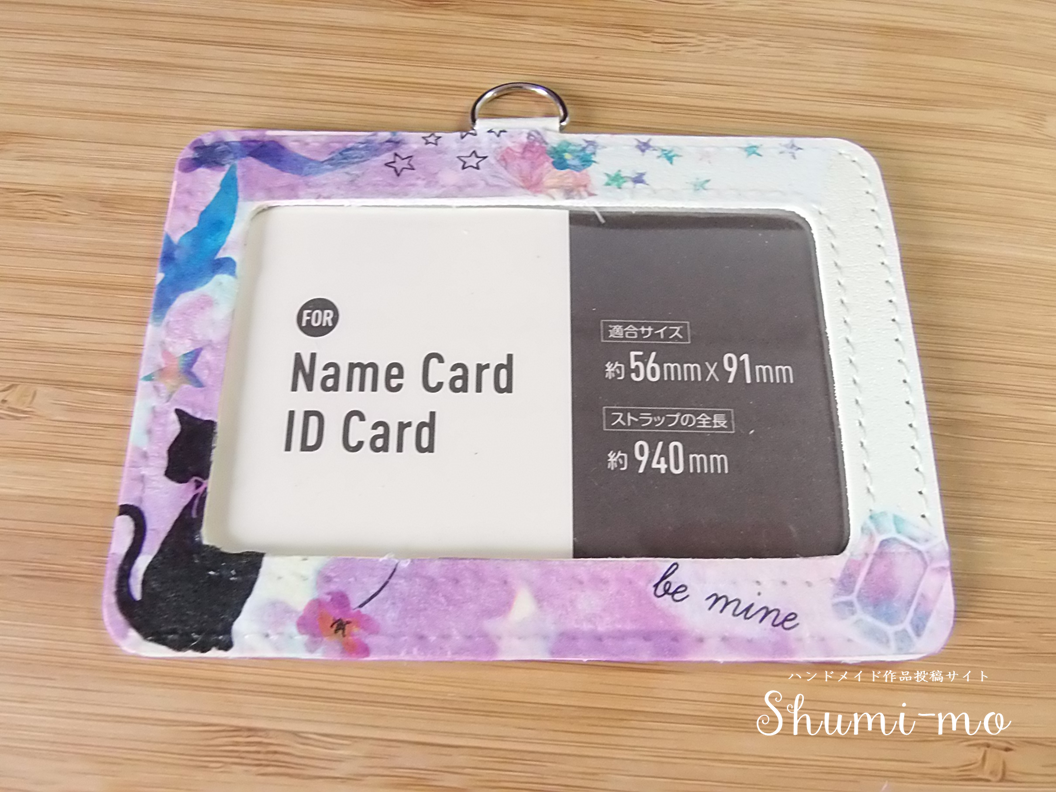 FOR
Name Card
ID Card
適合サイズ
約56mm×91mm
ストラップの全長
約940mm
be mine
ハンドメイド作品投稿サイト
Shumi-mo